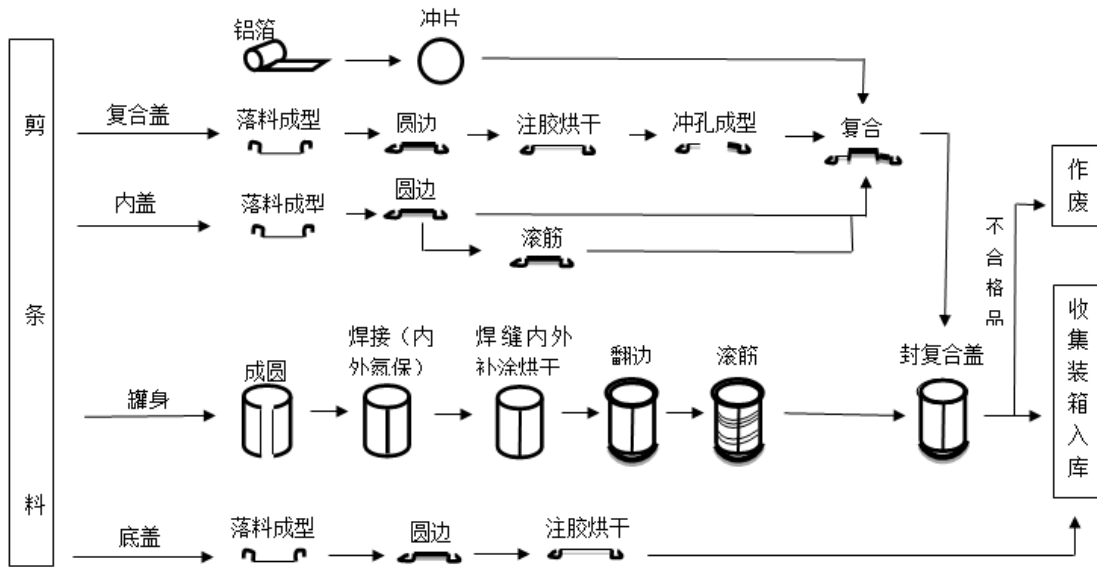 剪条料
铝箔
冲片
复合盖
落料成型
圆边
注胶烘干
冲孔成型
复合
内盖
落料成型
圆边
滚筋
罐身
成圆
焊接（内
外氮保）
焊缝内外
补涂烘干
翻边
滚筋
封复合盖
不合格品
作废
收集装箱入库
底盖
落料成型
圆边
注胶烘干